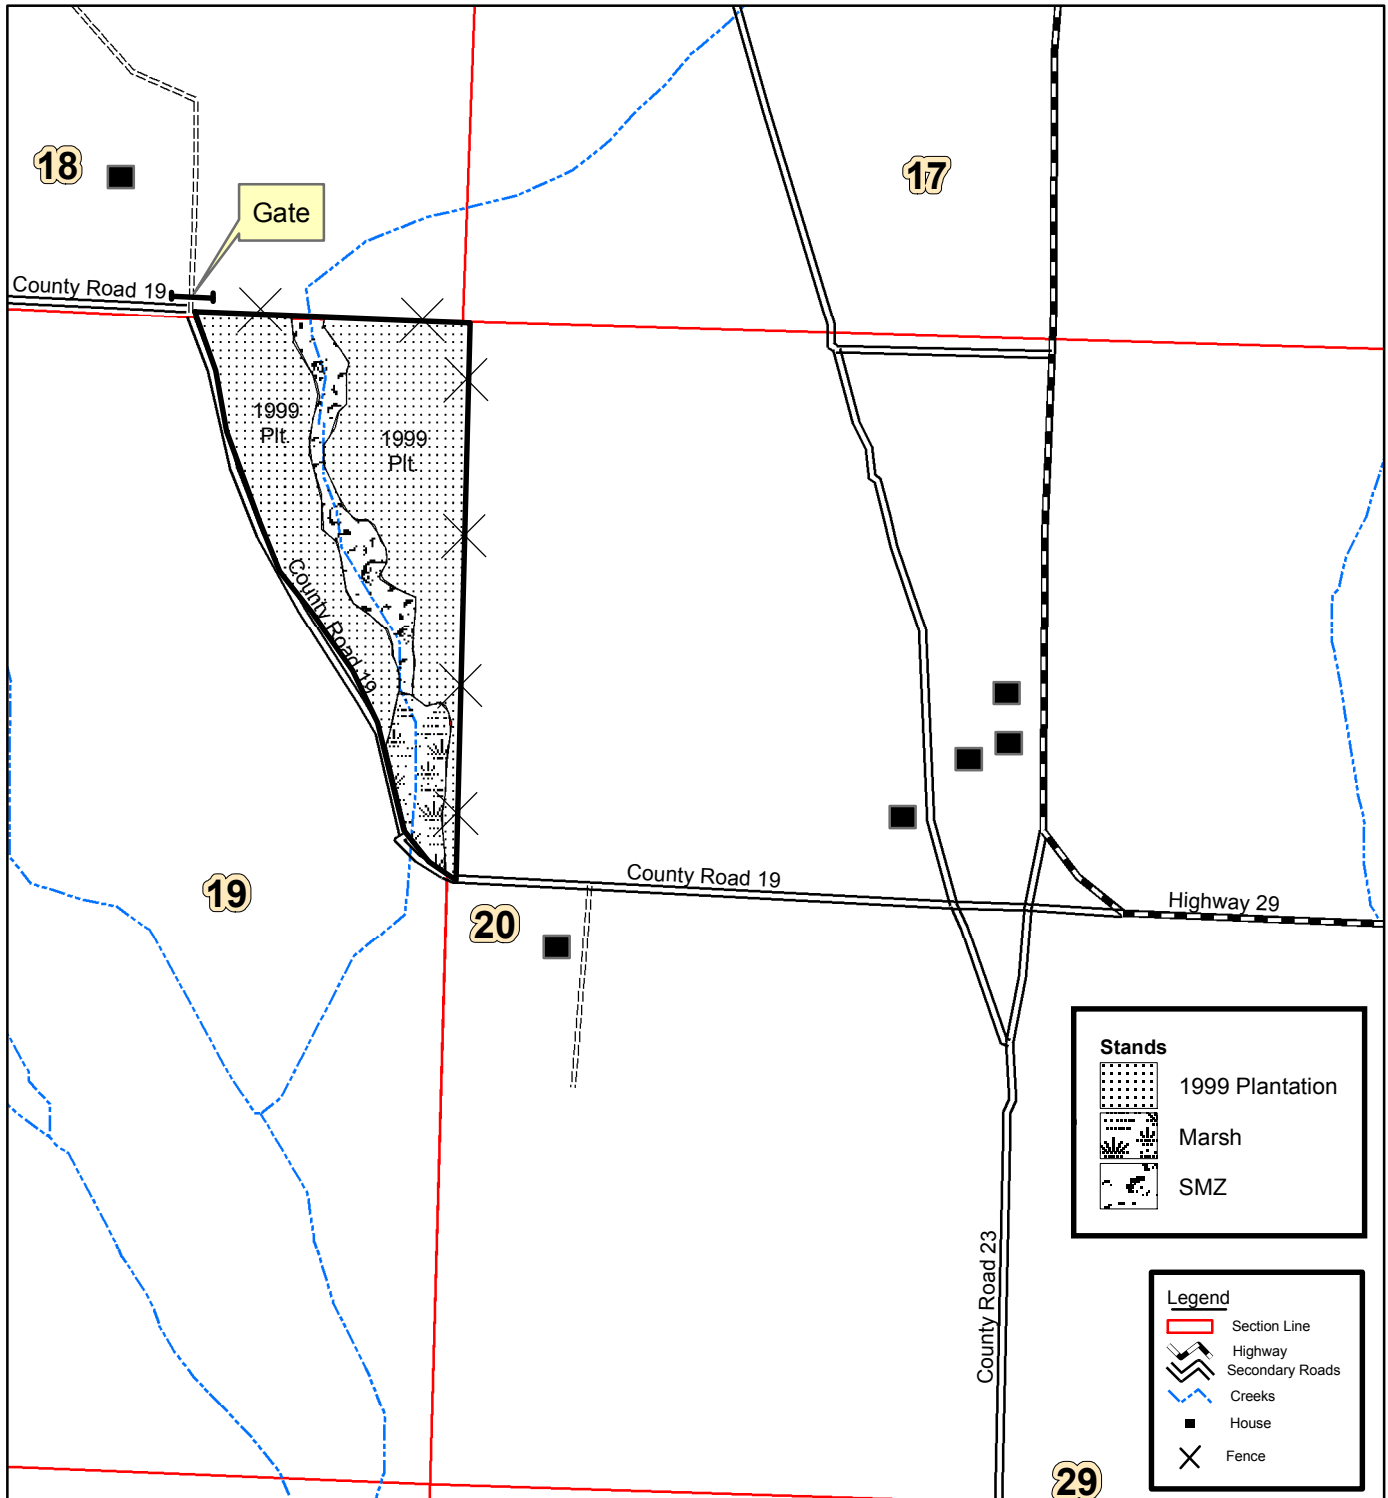 18
17
Gate
County Road 19
1999
Plt.
1999
Plt.
County Road 19
19
20
County Road 19
Highway 29
County Road 23
29
Stands
1999 Plantation
Marsh
SMZ
Legend
Section Line
Highway
Secondary Roads
Creeks
House
Fence